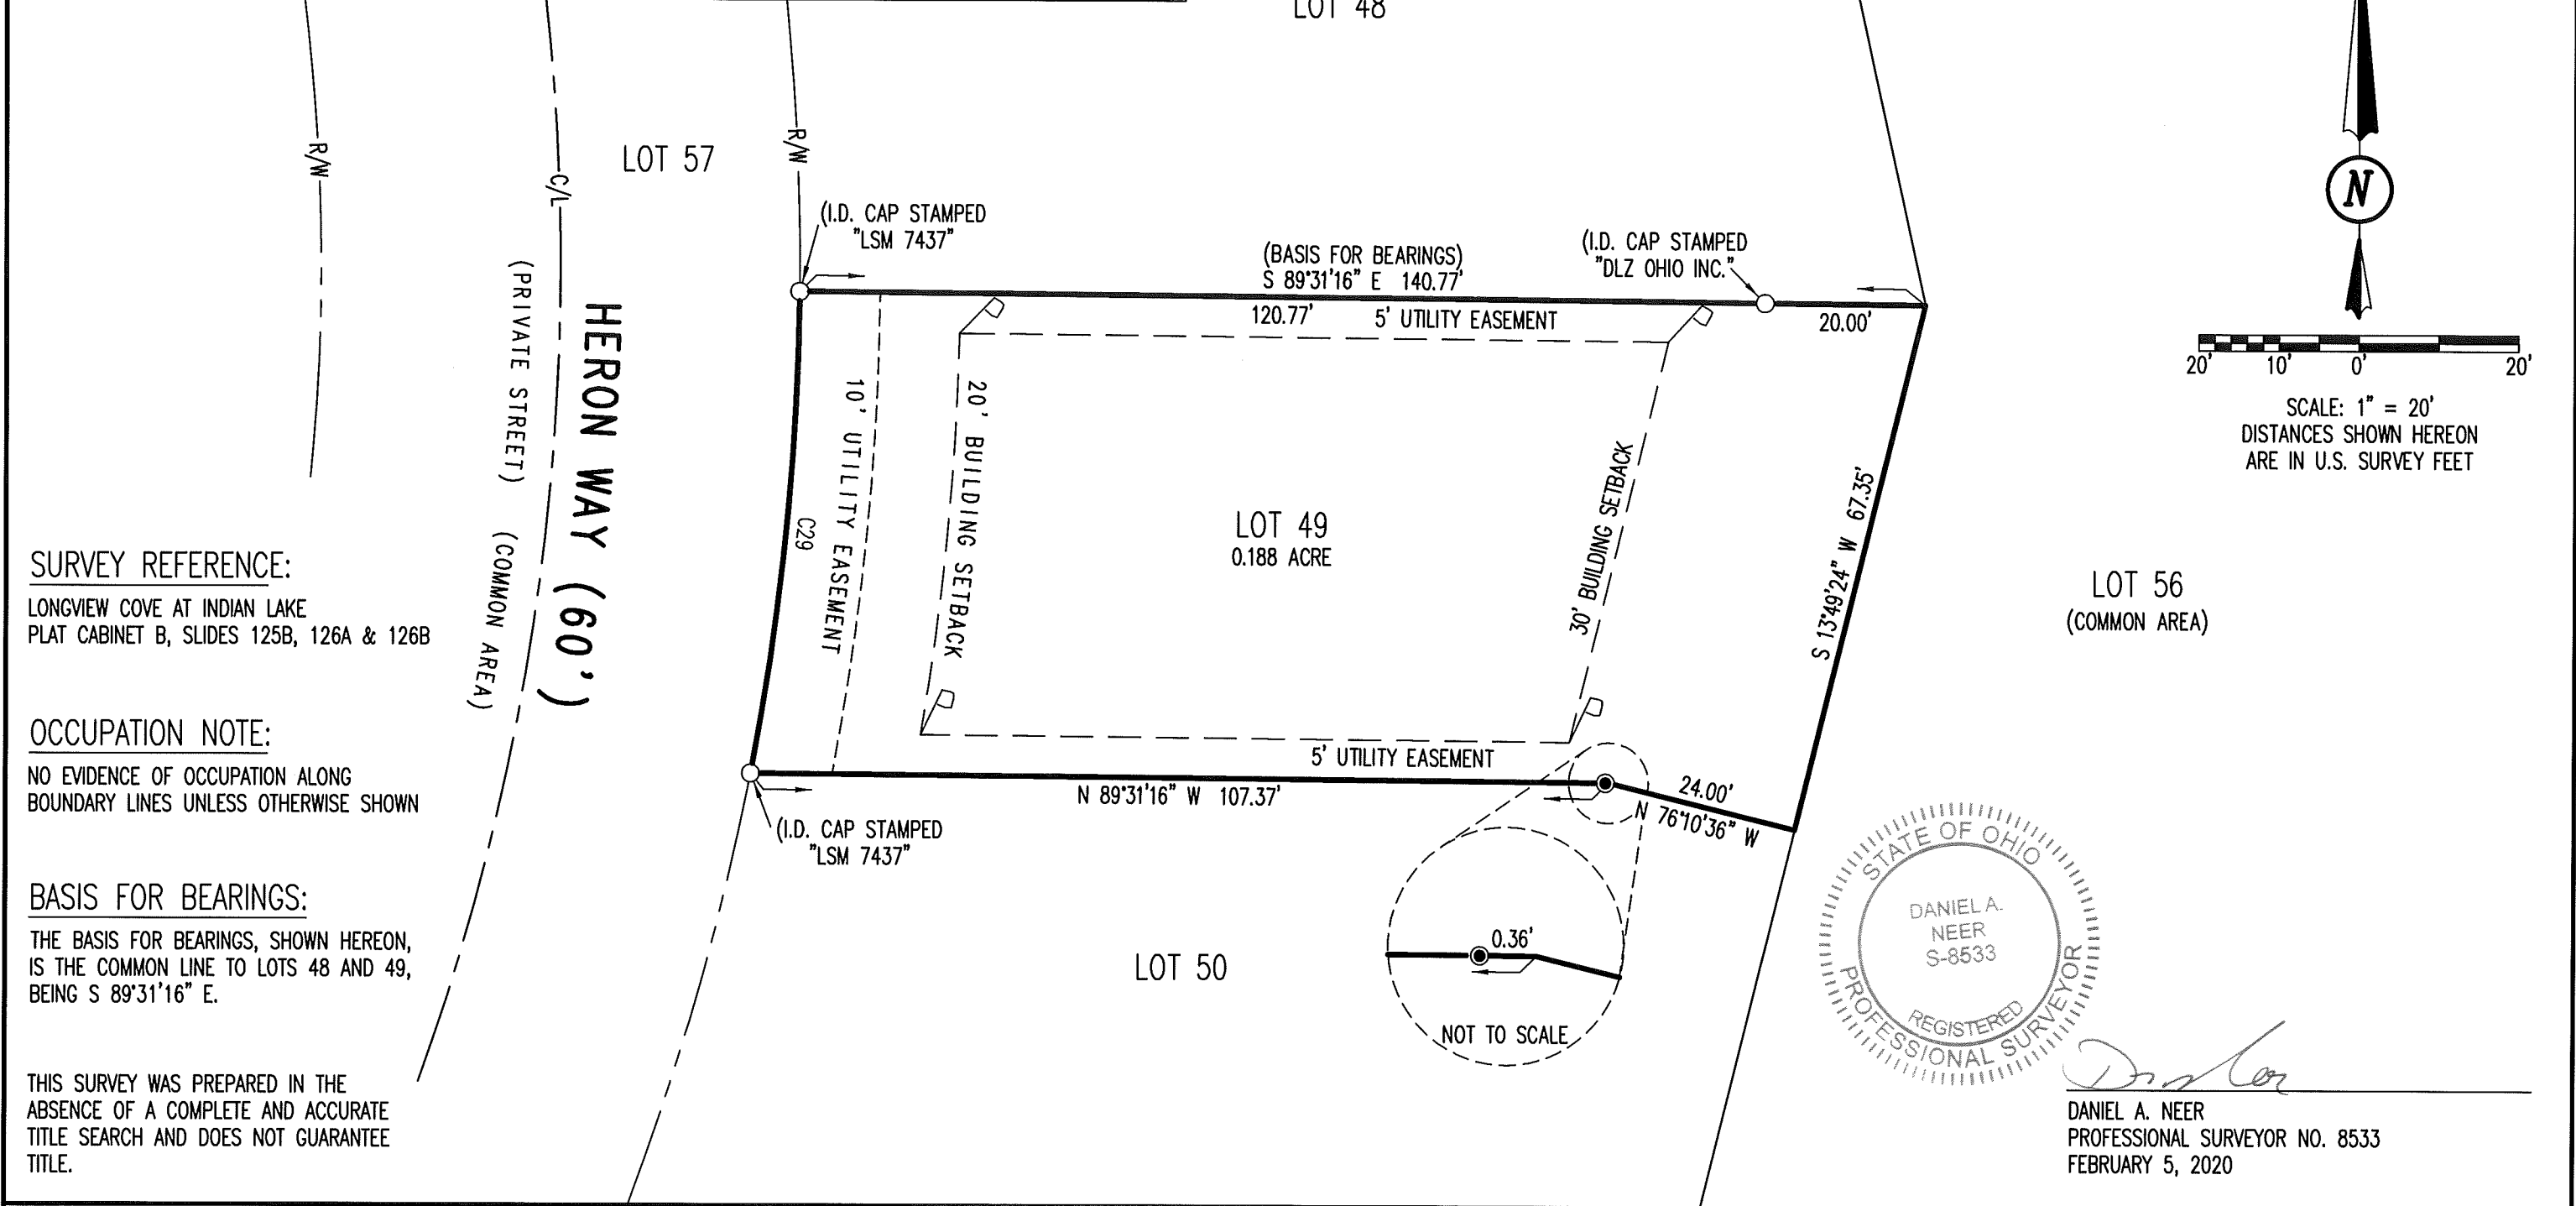 LOT 48
R/W
C/L
LOT 57
R/W
(I.D. CAP STAMPED
"LSM 7437"
(BASIS FOR BEARINGS)
S 89°31'16" E 140.77'
(I.D. CAP STAMPED
"DLZ OHIO INC."
120.77'
5' UTILITY EASEMENT
20.00'
N
20' 10' 0' 20'
SCALE: 1" = 20'
DISTANCES SHOWN HEREON
ARE IN U.S. SURVEY FEET
HERON WAY (60')
(PRIVATE STREET) (COMMON AREA)
C29
10' UTILITY EASEMENT
20' BUILDING SETBACK
LOT 49
0.188 ACRE
30' BUILDING SETBACK
S 13°49'24" W 67.35'
LOT 56
(COMMON AREA)
5' UTILITY EASEMENT
N 89°31'16" W 107.37'
24.00'
N 76°10'36" W
(I.D. CAP STAMPED
"LSM 7437"
0.36'
NOT TO SCALE
LOT 50
SURVEY REFERENCE:
LONGVIEW COVE AT INDIAN LAKE
PLAT CABINET B, SLIDES 125B, 126A & 126B
OCCUPATION NOTE:
NO EVIDENCE OF OCCUPATION ALONG
BOUNDARY LINES UNLESS OTHERWISE SHOWN
BASIS FOR BEARINGS:
THE BASIS FOR BEARINGS, SHOWN HEREON,
IS THE COMMON LINE TO LOTS 48 AND 49,
BEING S 89°31'16" E.
THIS SURVEY WAS PREPARED IN THE
ABSENCE OF A COMPLETE AND ACCURATE
TITLE SEARCH AND DOES NOT GUARANTEE
TITLE.
STATE OF OHIO
DANIEL A.
NEER
S-8533
REGISTERED
PROFESSIONAL SURVEYOR
DANIEL A. NEER
PROFESSIONAL SURVEYOR NO. 8533
FEBRUARY 5, 2020